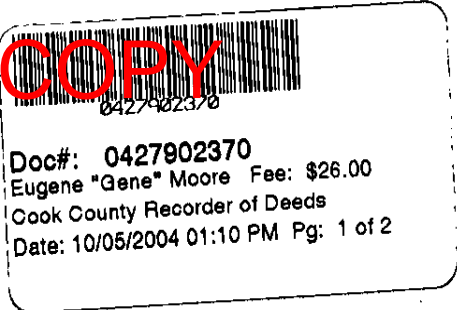 COPY
0427902370
Doc#: 0427902370
Eugene "Gene" Moore Fee: $26.00
Cook County Recorder of Deeds
Date: 10/05/2004 01:10 PM Pg: 1 of 2